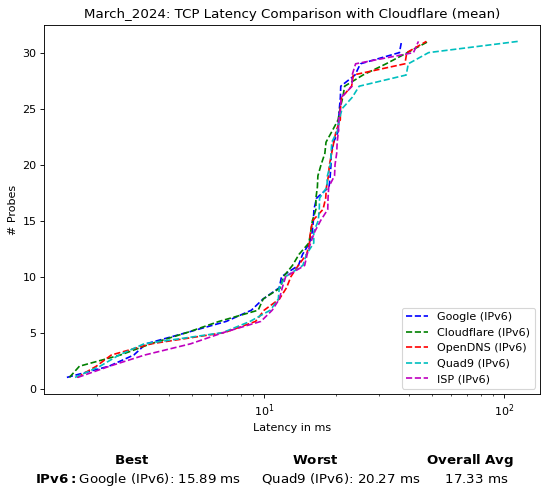 March_2024: TCP Latency Comparison with Cloudflare (mean)
# Probes
30
25
20
15
10
5
0
Google (IPv6)
Cloudflare (IPv6)
OpenDNS (IPv6)
Quad9 (IPv6)
ISP (IPv6)
10¹ 10²
Latency in ms
Best Worst Overall Avg
IPv6: Google (IPv6): 15.89 ms Quad9 (IPv6): 20.27 ms 17.33 ms